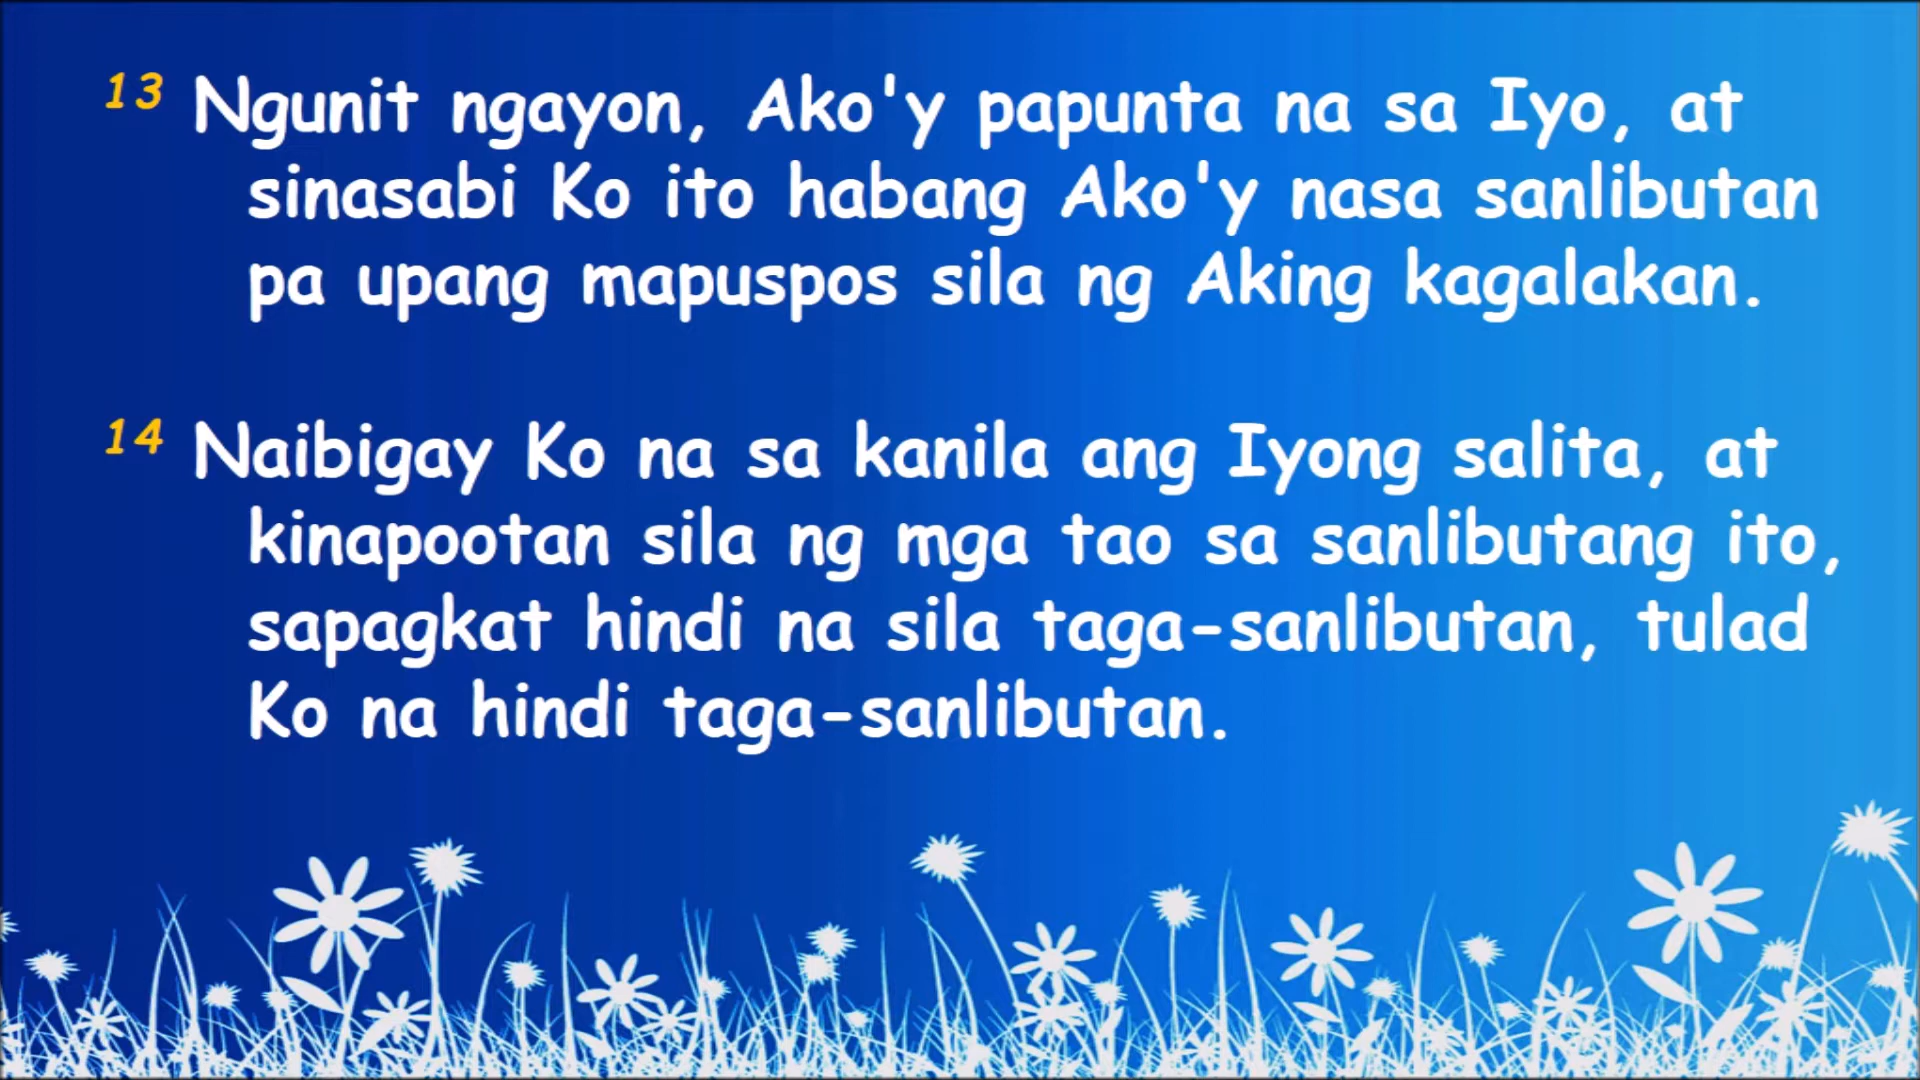 13 Ngunit ngayon, Ako'y papunta na sa Iyo, at
sinasabi Ko ito habang Ako'y nasa sanlibutan
pa upang mapuspos sila ng Aking kagalakan.
14 Naibigay Ko na sa kanila ang Iyong salita, at
kinapootan sila ng mga tao sa sanlibutang ito,
sapagkat hindi na sila taga-sanlibutan, tulad
Ko na hindi taga-sanlibutan.